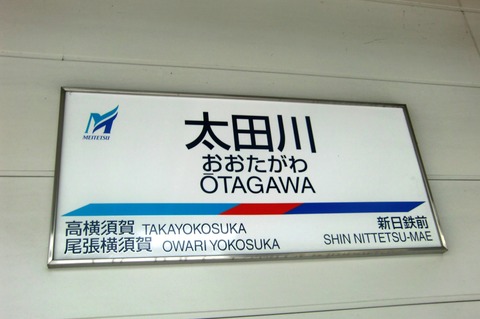 MEITETSU
太田川
おおたがわ
ŌTAGAWA
高横須賀 TAKAYOKOSUKA
尾張横須賀 OWARI YOKOSUKA
新日鉄前
SHIN NITTETSU-MAE